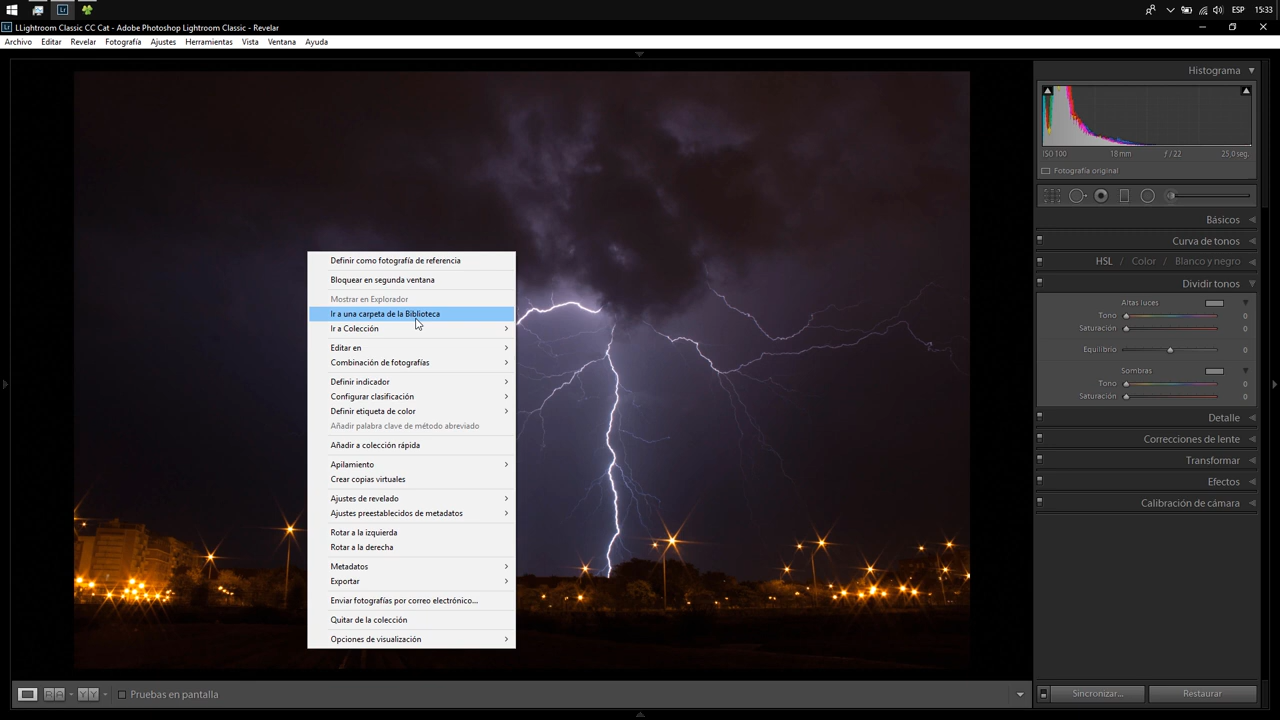 ESP
15:33
LLightroom Classic CC Cat - Adobe Photoshop Lightroom Classic - Revelar
Archivo Editar Revelar Fotografía Ajustes Herramientas Vista Ventana Ayuda
Definir como fotografía de referencia
Bloquear en segunda ventana
Mostrar en Explorador
Ir a una carpeta de la Biblioteca
Ir a Colección
Editar en
Combinación de fotografías
Definir indicador
Configurar clasificación
Definir etiqueta de color
Añadir palabra clave de método abreviado
Añadir a colección rápida
Apilamiento
Crear copias virtuales
Ajustes de revelado
Ajustes preestablecidos de metadatos
Rotar a la izquierda
Rotar a la derecha
Metadatos
Exportar
Enviar fotografías por correo electrónico...
Quitar de la colección
Opciones de visualización
Histograma
ISO 100 18 mm ƒ / 22 25,0 seg.
Fotografía original
Básicos
Curva de tonos
HSL / Color / Blanco y negro
Dividir tonos
Altas luces
Tono 0
Saturación 0
Equilibrio 0
Sombras
Tono 0
Saturación 0
Detalle
Correcciones de lente
Transformar
Efectos
Calibración de cámara
R A Y Y Pruebas en pantalla
Sincronizar... Restaurar